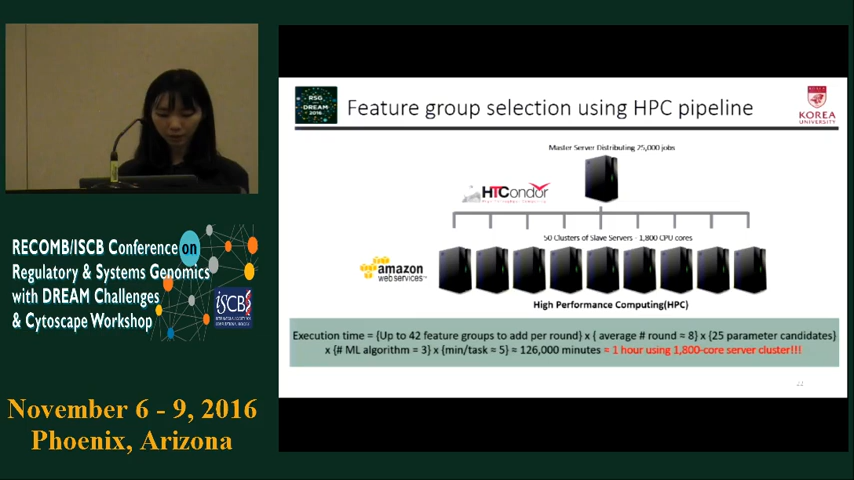 RSG
DREAM
2016
Feature group selection using HPC pipeline
KOREA
UNIVERSITY
Master Server Distributing 25,000 jobs
HTCondor
50 Clusters of Slave Servers - 1,800 CPU cores
amazon
web services™
High Performance Computing(HPC)
Execution time = {Up to 42 feature groups to add per round} x { average # round = 8} x {25 parameter candidates}
x {# ML algorithm = 3} x {min/task = 5} = 126,000 minutes = 1 hour using 1,800-core server cluster!!!
RECOMB/ISCB Conference on
Regulatory & Systems Genomics
with DREAM Challenges
& Cytoscape Workshop
ISCB
November 6 - 9, 2016
Phoenix, Arizona